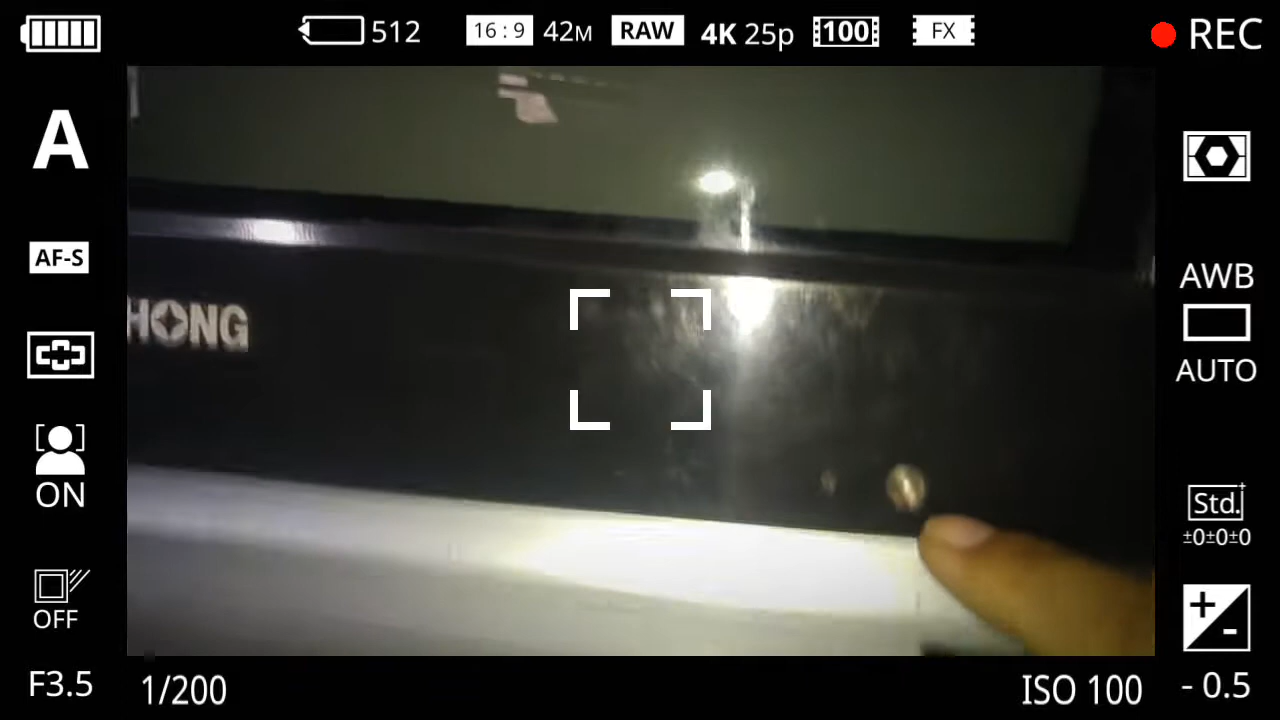 512 16:9 42M RAW 4K 25p 100 FX REC
A
AF-S
ON
OFF
F3.5
1/200
HONG
AWB
AUTO
Std.
±0±0±0
ISO 100
- 0.5